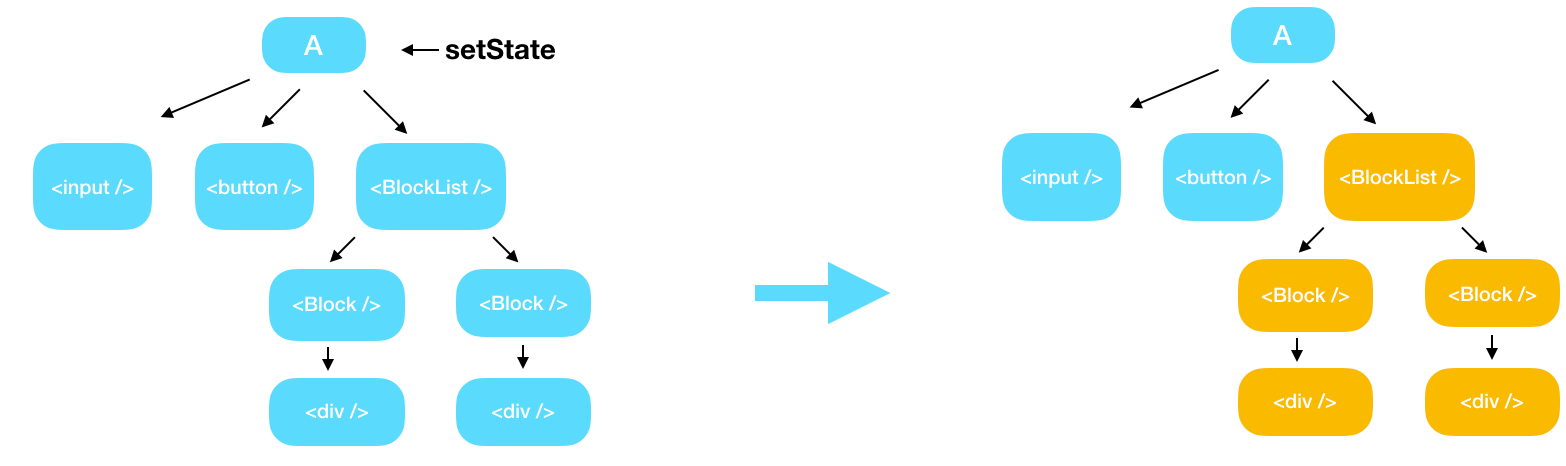 A
setState
<input />
<button />
<BlockList />
<Block />
<Block />
<div />
<div />
A
<input />
<button />
<BlockList />
<Block />
<Block />
<div />
<div />